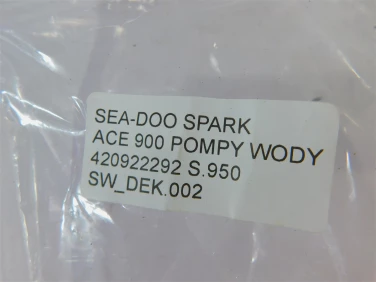 SEA-DOO SPARK
ACE 900 POMPY WODY
420922292 S.950
SW_DEK.002